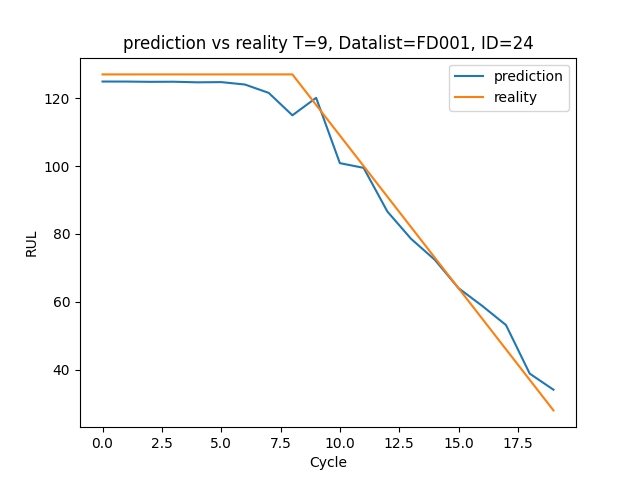 prediction vs reality T=9, Datalist=FD001, ID=24
prediction
reality
RUL
120
100
80
60
40
0.0 2.5 5.0 7.5 10.0 12.5 15.0 17.5
Cycle